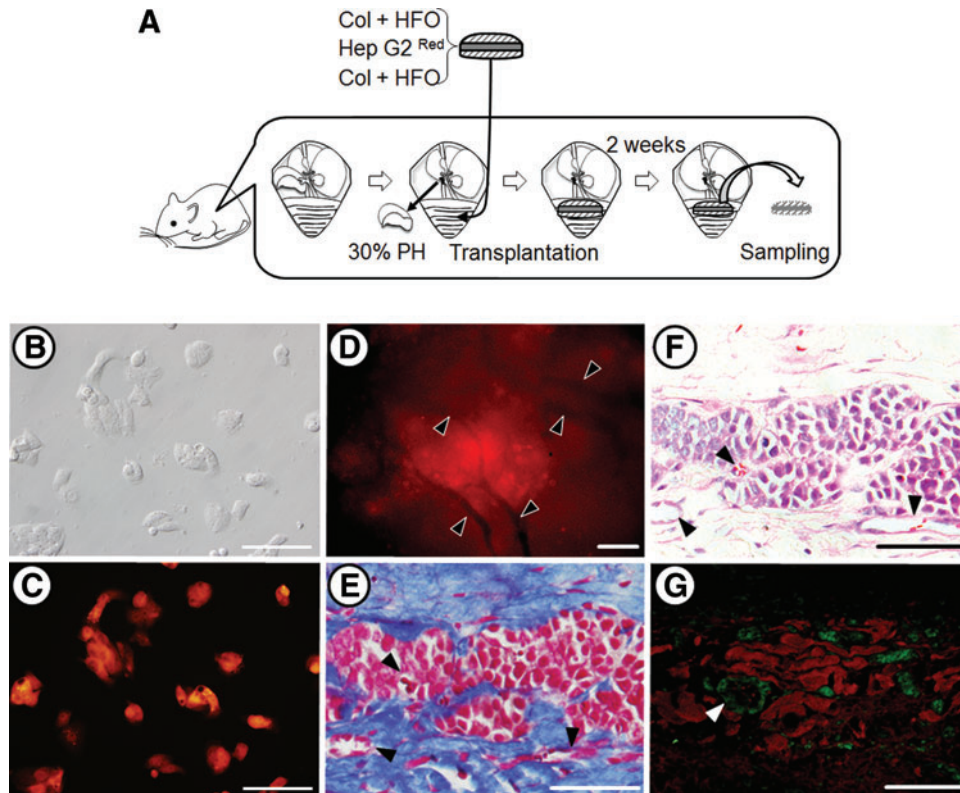 A
Col + HFO
Hep G2 Red
Col + HFO
2 weeks
30% PH
Transplantation
Sampling
B
D
F
C
E
G